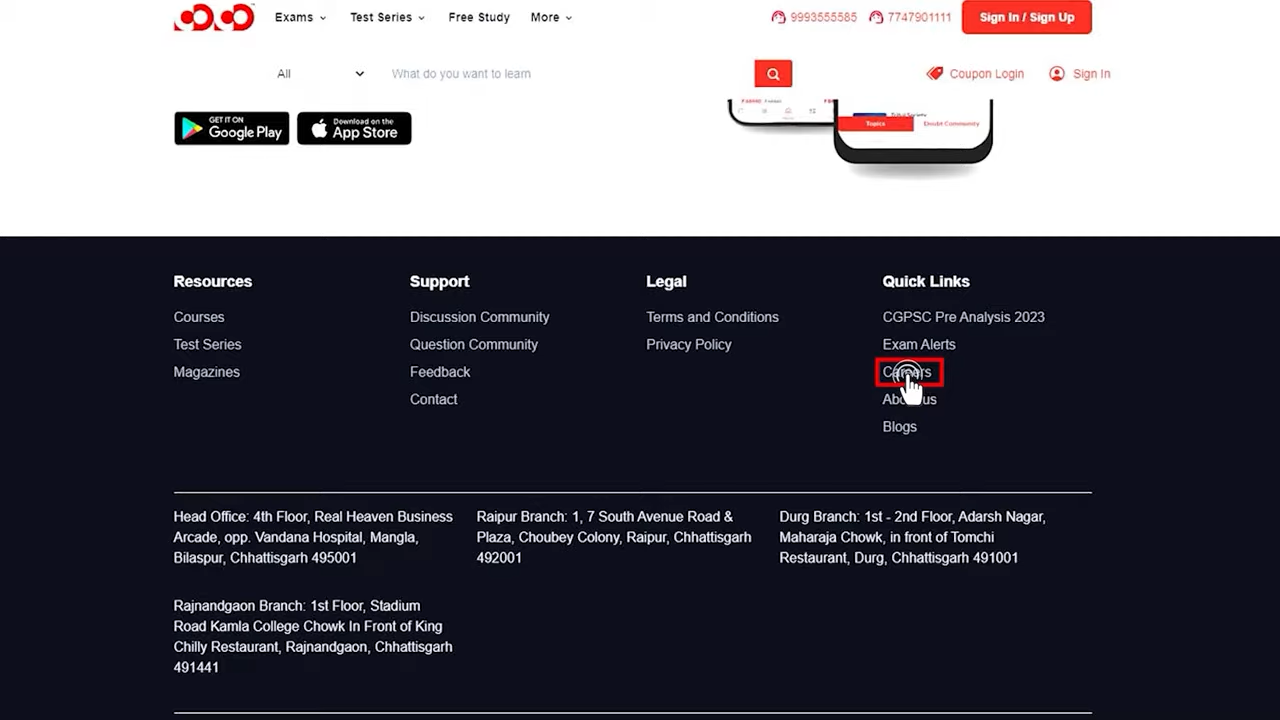 Exams
Test Series
Free Study
More
9993555585
7747901111
Sign In / Sign Up
All
What do you want to learn
Coupon Login
Sign In
GET IT ON
Google Play
Download on the
App Store
Topics
Doubt Community
Resources
Courses
Test Series
Magazines
Support
Discussion Community
Question Community
Feedback
Contact
Legal
Terms and Conditions
Privacy Policy
Quick Links
CGPSC Pre Analysis 2023
Exam Alerts
Careers
About us
Blogs
Head Office: 4th Floor, Real Heaven Business
Arcade, opp. Vandana Hospital, Mangla,
Bilaspur, Chhattisgarh 495001
Raipur Branch: 1, 7 South Avenue Road &
Plaza, Choubey Colony, Raipur, Chhattisgarh
492001
Durg Branch: 1st - 2nd Floor, Adarsh Nagar,
Maharaja Chowk, in front of Tomchi
Restaurant, Durg, Chhattisgarh 491001
Rajnandgaon Branch: 1st Floor, Stadium
Road Kamla College Chowk In Front of King
Chilly Restaurant, Rajnandgaon, Chhattisgarh
491441